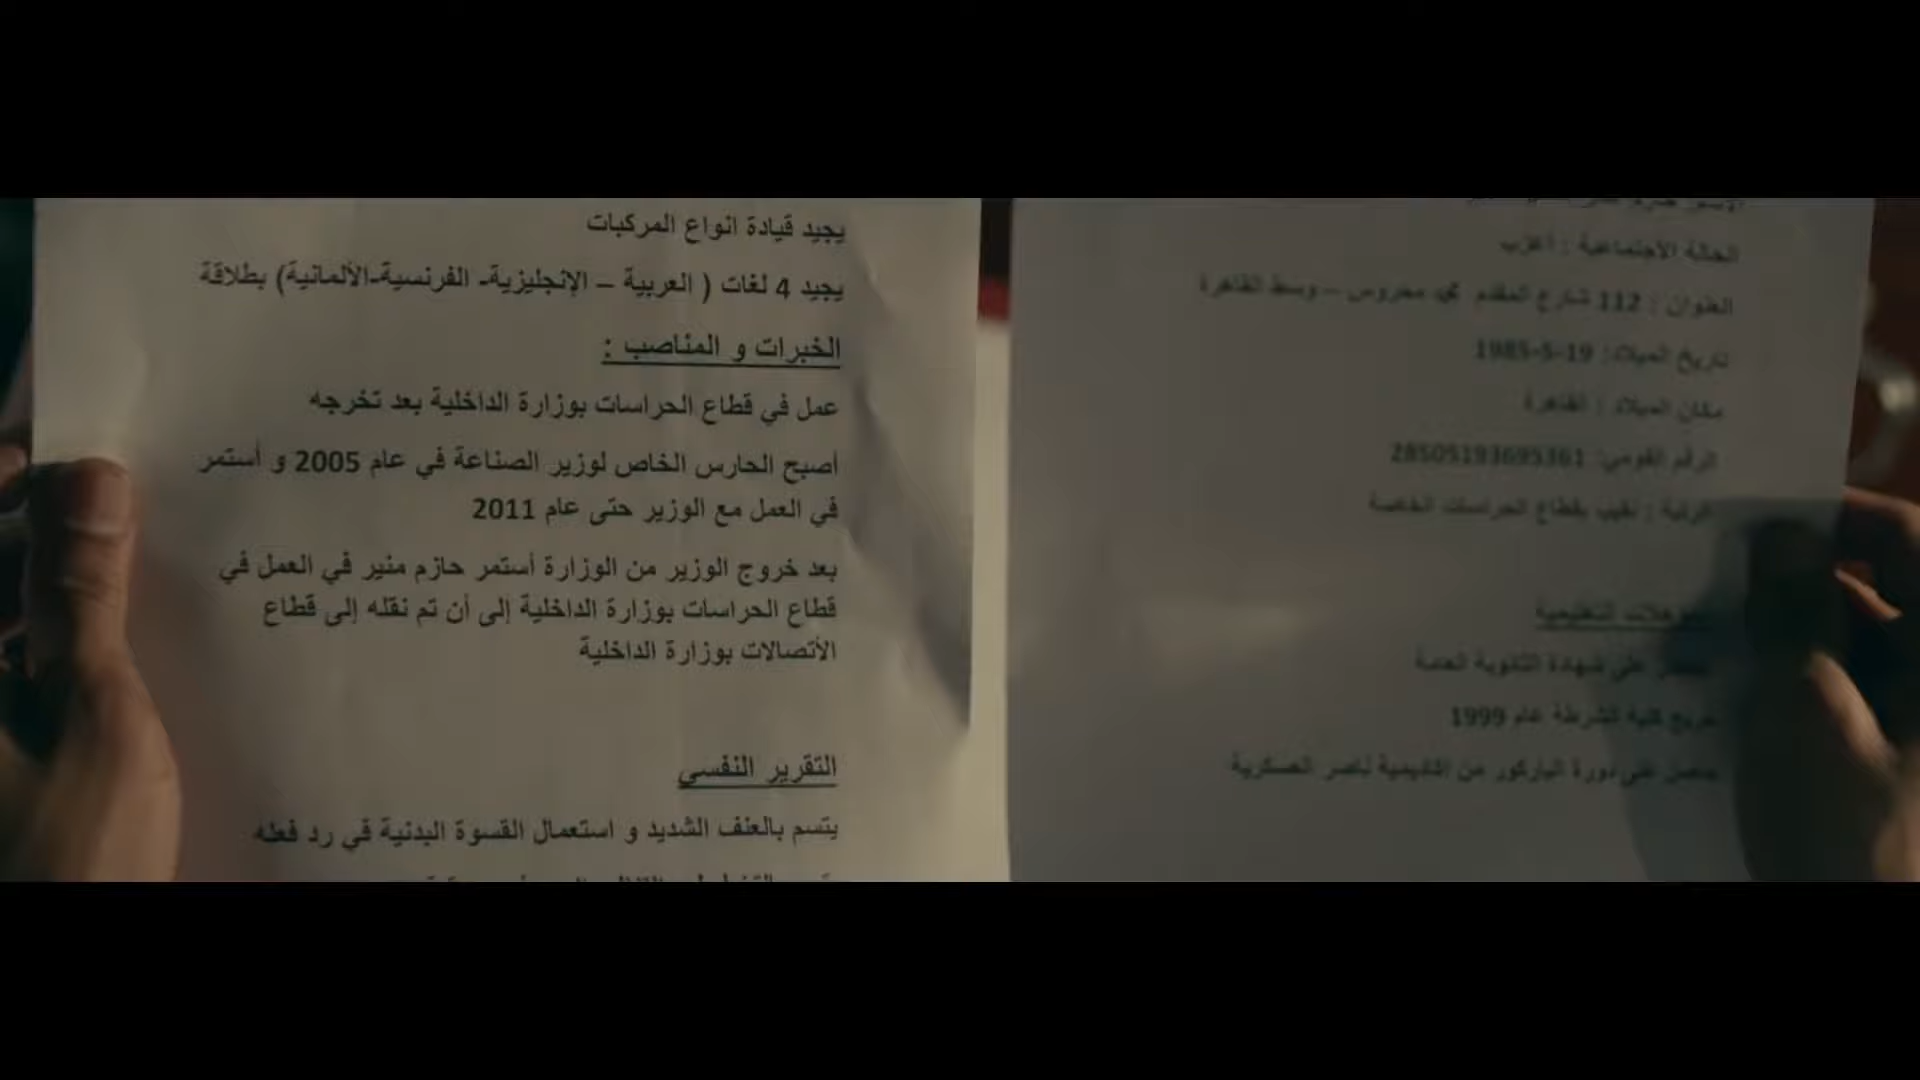 الحالة الاجتماعية : أعزب
العنوان : 112 شارع المقدم محروس – وسط القاهرة
تاريخ الميلاد: 19-5-1985
مكان الميلاد : القاهرة
الرقم القومي: 28505193695361
الرتبة : نقيب بقطاع الحراسات الخاصة
التعليمية
على شهادة الثانوية العامة
خريج كلية الشرطة عام 1999
حاصل على دورة الباركور من اكاديمية ناصر العسكرية
يجيد قيادة انواع المركبات
يجيد 4 لغات ( العربية – الإنجليزية- الفرنسية-الألمانية) بطلاقة
الخبرات و المناصب :
عمل في قطاع الحراسات بوزارة الداخلية بعد تخرجه
أصبح الحارس الخاص لوزير الصناعة في عام 2005 و أستمر
في العمل مع الوزير حتى عام 2011
بعد خروج الوزير من الوزارة أستمر حازم منير في العمل في
قطاع الحراسات بوزارة الداخلية إلى أن تم نقله إلى قطاع
الأتصالات بوزارة الداخلية
التقرير النفسي
يتسم بالعنف الشديد و استعمال القسوة البدنية في رد فعله